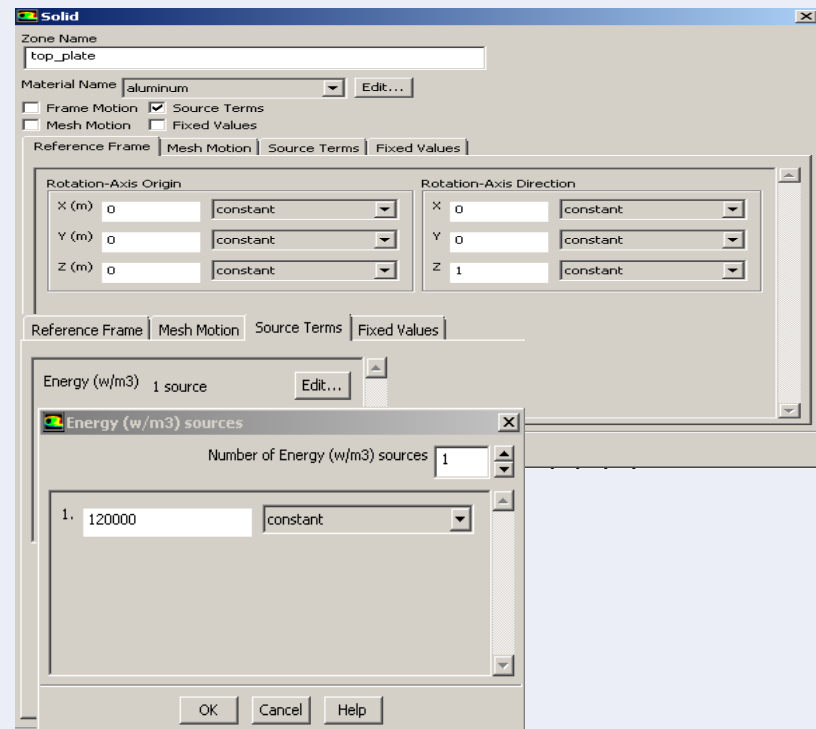 Solid
Zone Name
top_plate
Material Name aluminum Edit...
Frame Motion Source Terms
Mesh Motion Fixed Values
Reference Frame Mesh Motion Source Terms Fixed Values
Rotation-Axis Origin Rotation-Axis Direction
X (m) 0 constant X 0 constant
Y (m) 0 constant Y 0 constant
Z (m) 0 constant Z 1 constant
Reference Frame Mesh Motion Source Terms Fixed Values
Energy (w/m3) 1 source Edit...
Energy (w/m3) sources
Number of Energy (w/m3) sources 1
1. 120000 constant
OK Cancel Help